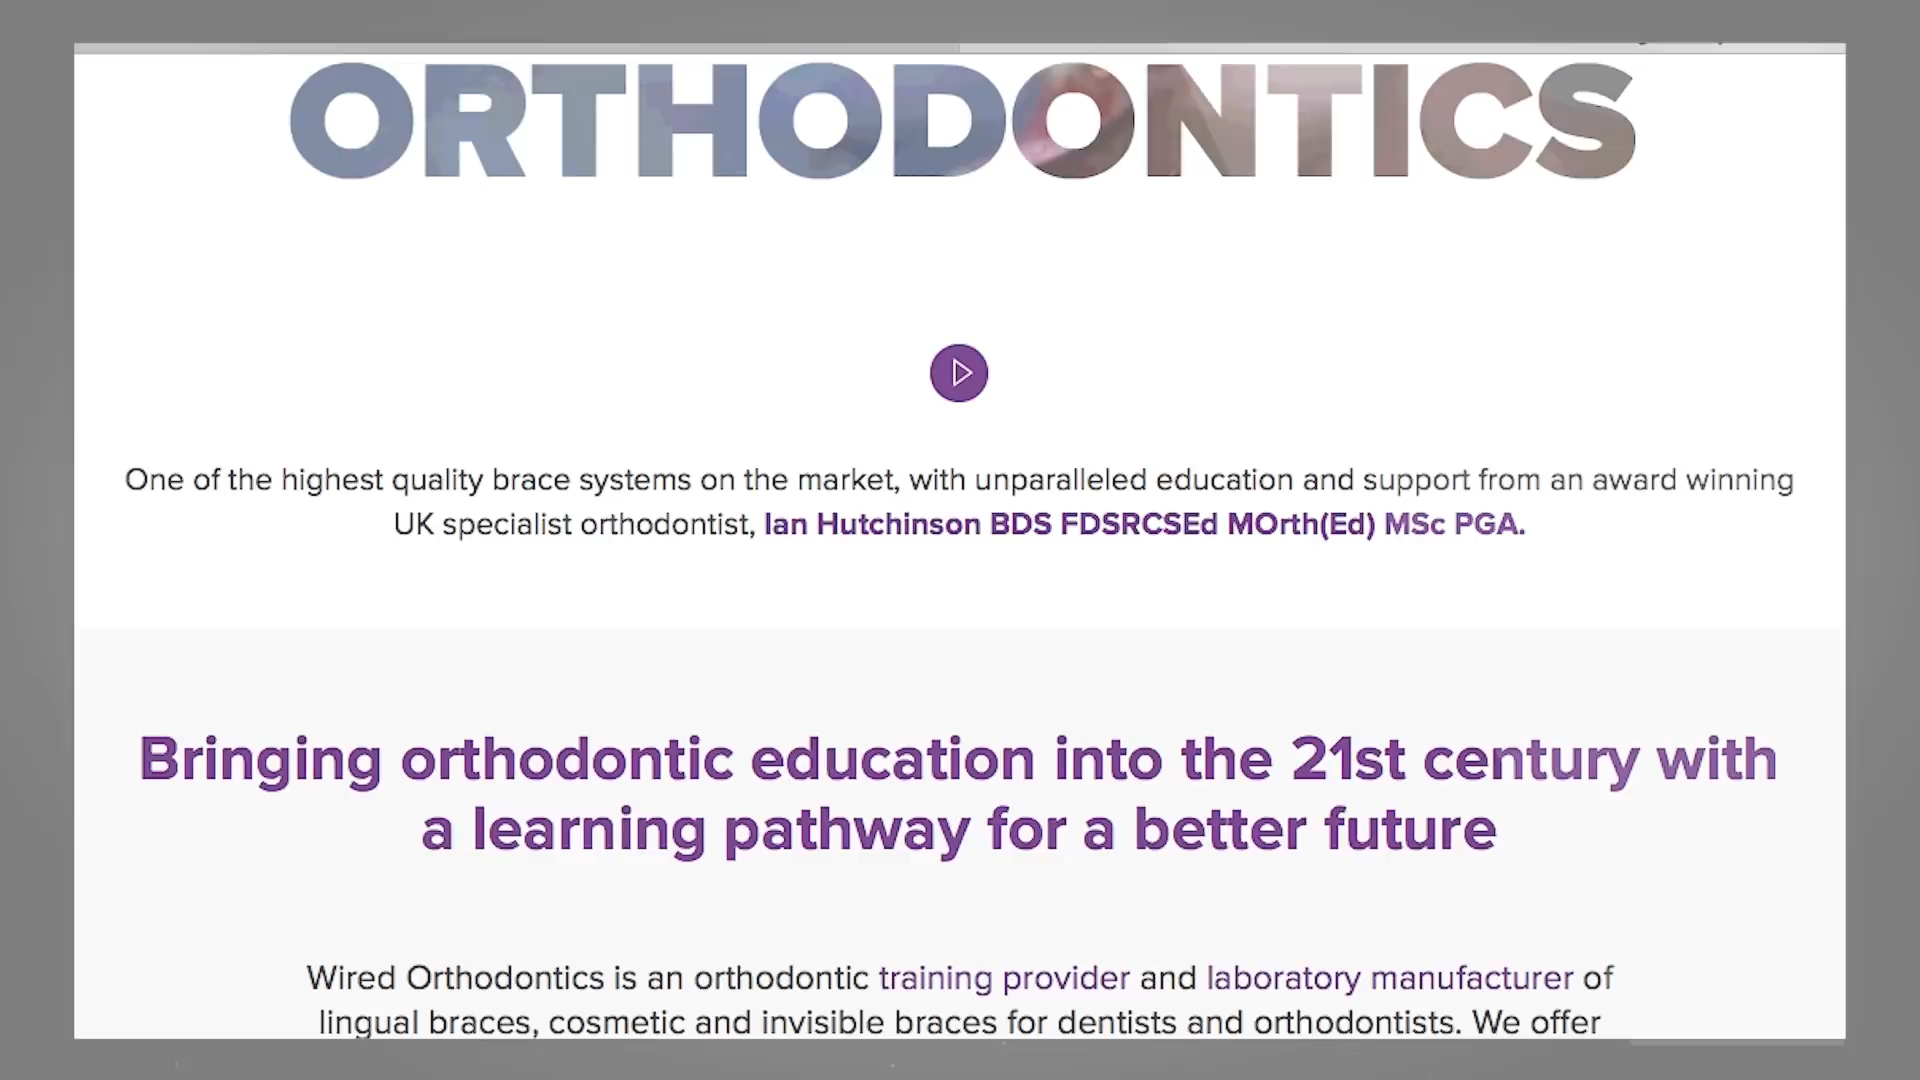 ORTHODONTICS
One of the highest quality brace systems on the market, with unparalleled education and support from an award winning
UK specialist orthodontist, Ian Hutchinson BDS FDSRCSEd MOrth(Ed) MSc PGA.
Bringing orthodontic education into the 21st century with
a learning pathway for a better future
Wired Orthodontics is an orthodontic training provider and laboratory manufacturer of
lingual braces, cosmetic and invisible braces for dentists and orthodontists. We offer